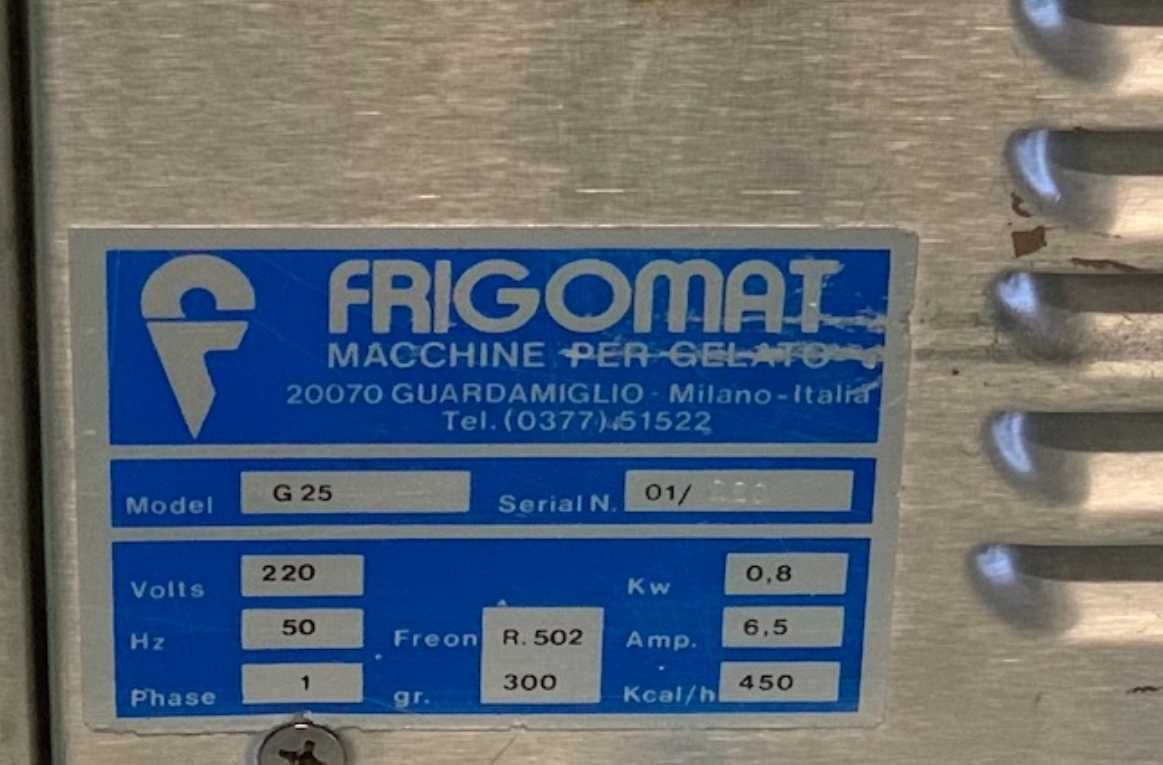 FRIGOMAT
MACCHINE PER GELATO
20070 GUARDAMIGLIO - Milano - Italia
Tel. (0377) 51522
Model G 25 Serial N. 01/
Volts 220 Kw 0,8
Hz 50 Freon R. 502 Amp. 6,5
Phase 1 gr. 300 Kcal/h 450